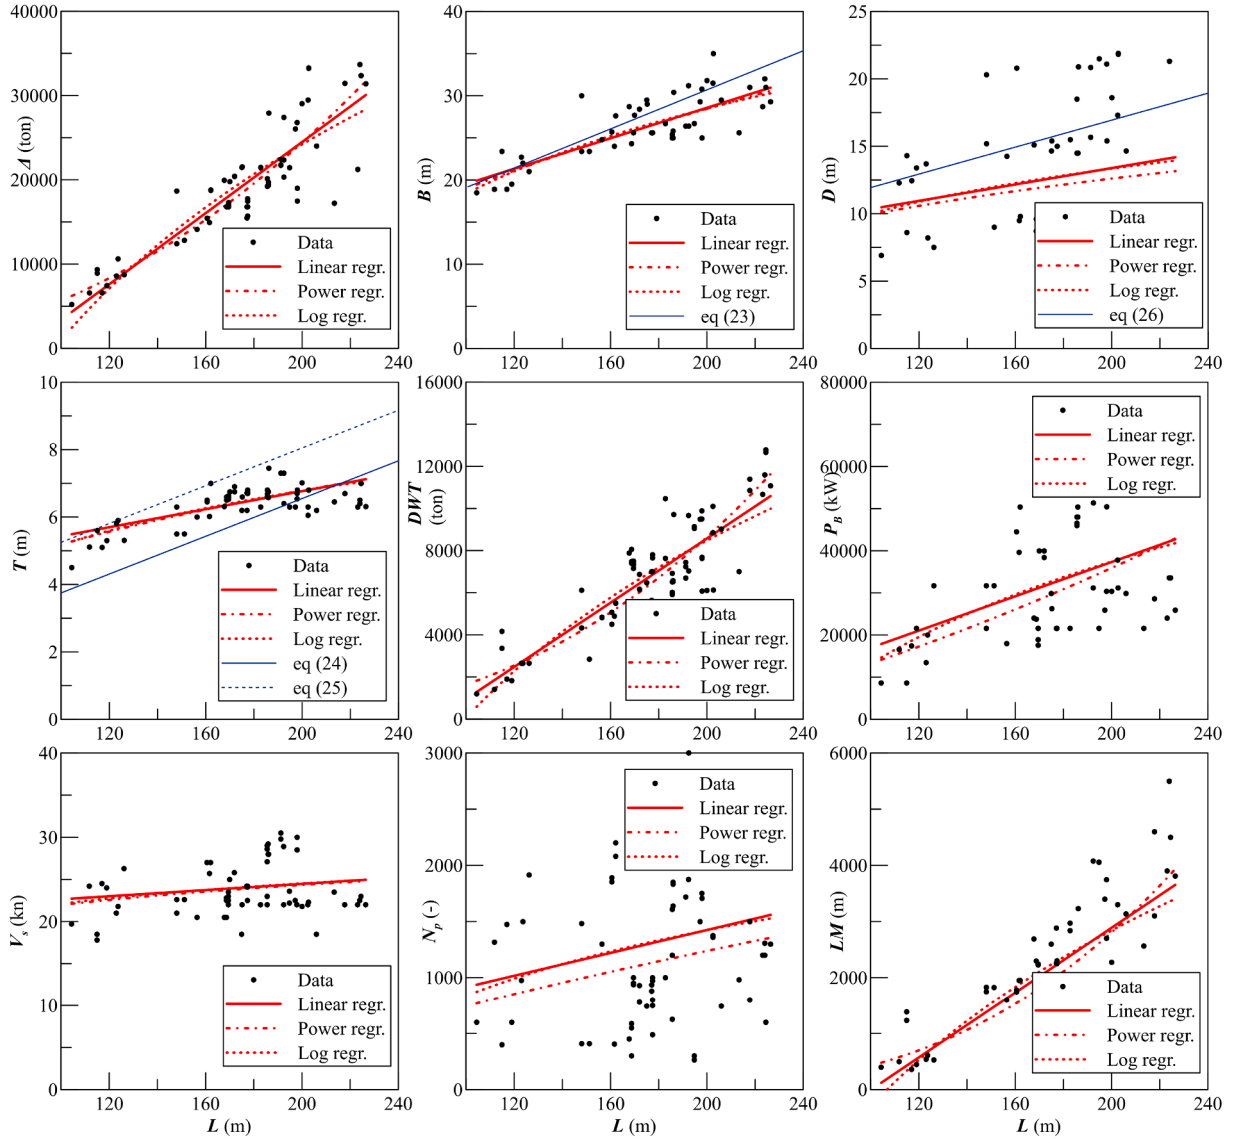 40000
30000
20000
10000
0
Δ (ton)
120
160
200
240
Data
Linear regr.
Power regr.
Log regr.
40
30
20
10
0
B (m)
120
160
200
240
Data
Linear regr.
Power regr.
Log regr.
eq (23)
25
20
15
10
5
0
D (m)
120
160
200
240
Data
Linear regr.
Power regr.
Log regr.
eq (26)
10
8
6
4
2
0
T (m)
120
160
200
240
Data
Linear regr.
Power regr.
Log regr.
eq (24)
eq (25)
16000
12000
8000
4000
0
DWT
(ton)
120
160
200
240
Data
Linear regr.
Power regr.
Log regr.
80000
60000
40000
20000
0
P_B (kW)
120
160
200
240
Data
Linear regr.
Power regr.
Log regr.
40
30
20
10
0
V_s (kn)
120
160
200
240
L (m)
Data
Linear regr.
Power regr.
Log regr.
3000
2000
1000
0
N_p (-)
120
160
200
240
L (m)
Data
Linear regr.
Power regr.
Log regr.
6000
4000
2000
0
LM (m)
120
160
200
240
L (m)
Data
Linear regr.
Power regr.
Log regr.